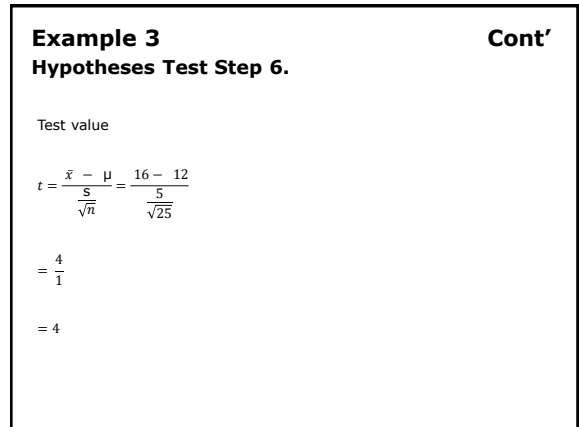 Example 3 Cont’
Hypotheses Test Step 6.
Test value
t = (x̄ − μ) / (s/√n) = (16 − 12) / (5/√25)
= 4/1
= 4